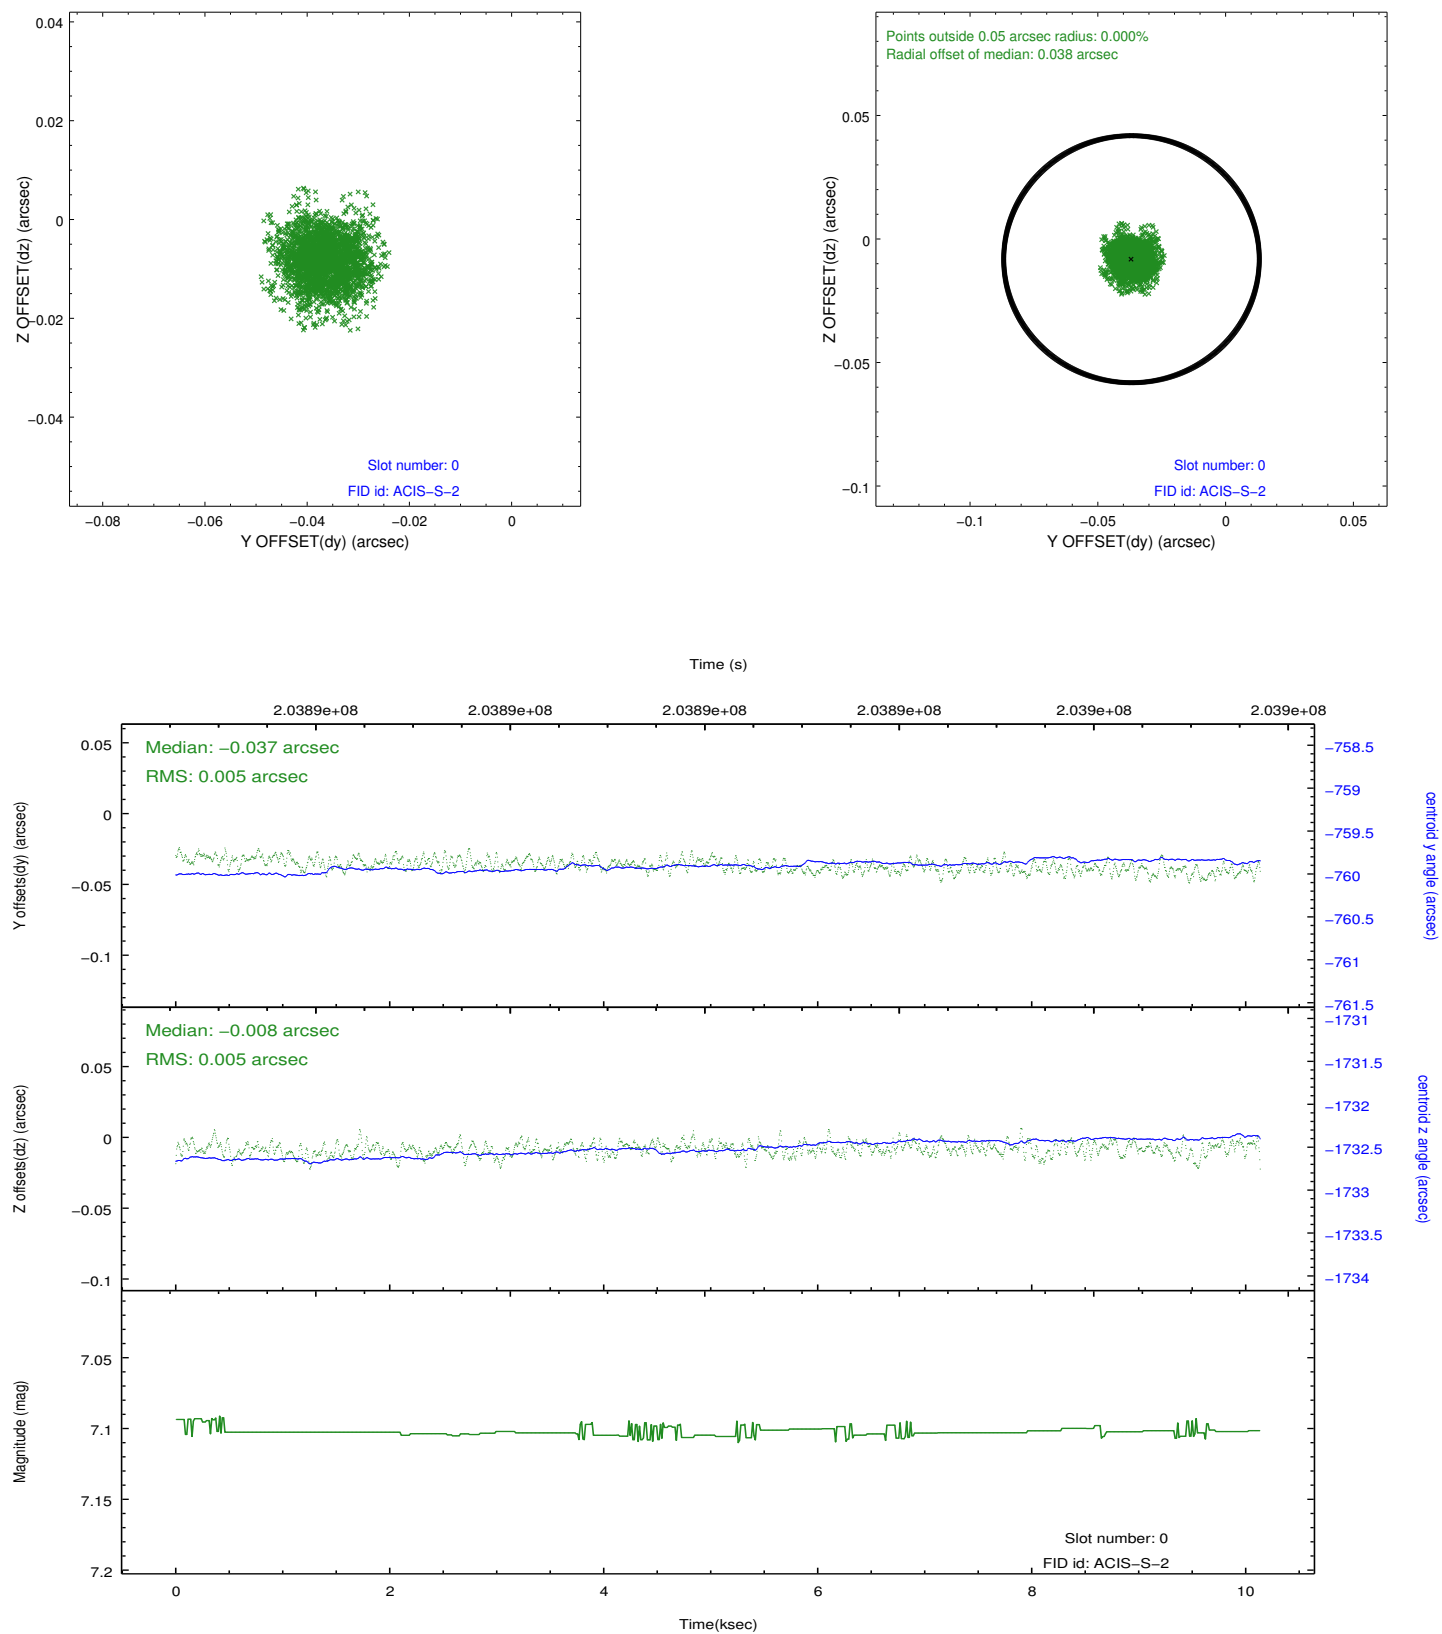 0.04
0.02
0
−0.02
−0.04
Z OFFSET(dz) (arcsec)
Slot number: 0
FID id: ACIS−S−2
−0.08
−0.06
−0.04
−0.02
0
Y OFFSET(dy) (arcsec)
Points outside 0.05 arcsec radius: 0.000%
Radial offset of median: 0.038 arcsec
0.05
0
−0.05
−0.1
Z OFFSET(dz) (arcsec)
Slot number: 0
FID id: ACIS−S−2
−0.1
−0.05
0
0.05
Y OFFSET(dy) (arcsec)
Time (s)
2.0389e+08
2.0389e+08
2.0389e+08
2.0389e+08
2.039e+08
2.039e+08
Median: −0.037 arcsec
RMS: 0.005 arcsec
0.05
0
−0.05
−0.1
Y offsets(dy) (arcsec)
−758.5
−759
−759.5
−760
−760.5
−761
−761.5
centroid y angle (arcsec)
Median: −0.008 arcsec
RMS: 0.005 arcsec
0.05
0
−0.05
−0.1
Z offsets(dz) (arcsec)
−1731
−1731.5
−1732
−1732.5
−1733
−1733.5
−1734
centroid z angle (arcsec)
7.05
7.1
7.15
7.2
Magnitude (mag)
Slot number: 0
FID id: ACIS−S−2
0
2
4
6
8
10
Time(ksec)